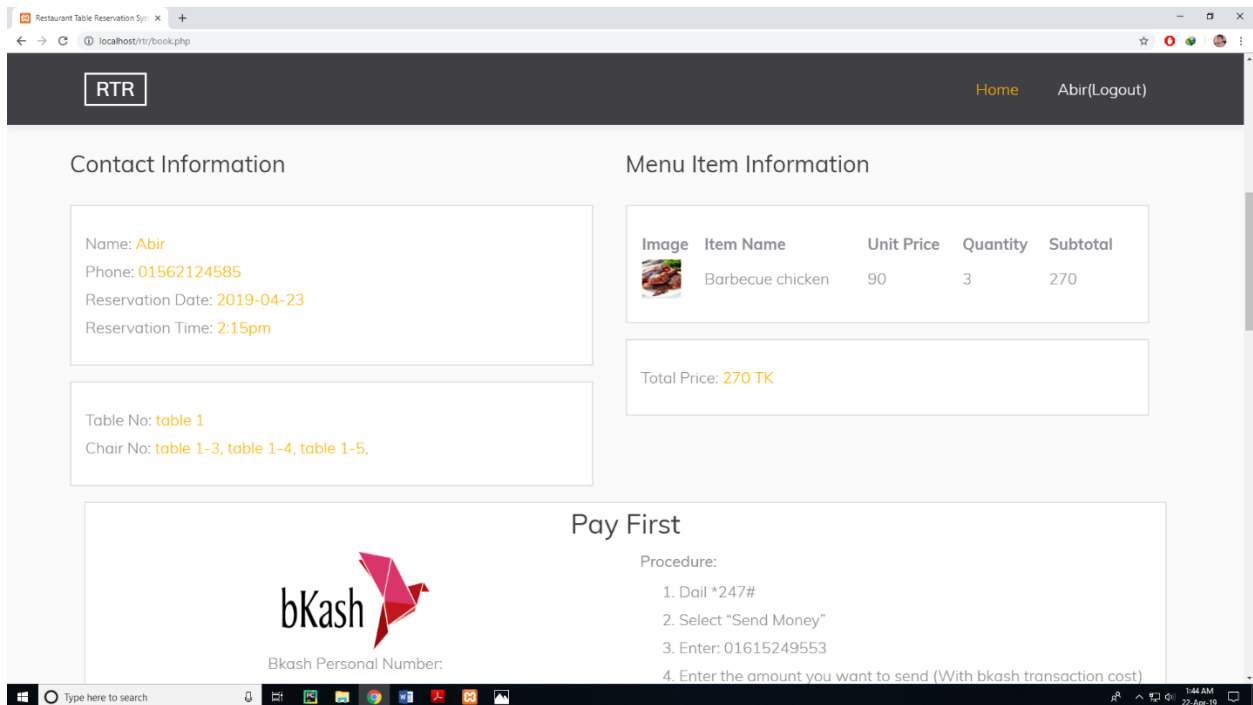 Restaurant Table Reservation Sys
localhost/rtr/book.php
RTR
Home
Abir(Logout)
Contact Information
Name: Abir
Phone: 01562124585
Reservation Date: 2019-04-23
Reservation Time: 2:15pm
Table No: table 1
Chair No: table 1-3, table 1-4, table 1-5,
Menu Item Information
Image Item Name Unit Price Quantity Subtotal
Barbecue chicken 90 3 270
Total Price: 270 TK
Pay First
bKash
Bkash Personal Number:
Procedure:
1. Dail *247#
2. Select “Send Money”
3. Enter: 01615249553
4. Enter the amount you want to send (With bkash transaction cost)
Type here to search
1:44 AM
22-Apr-19